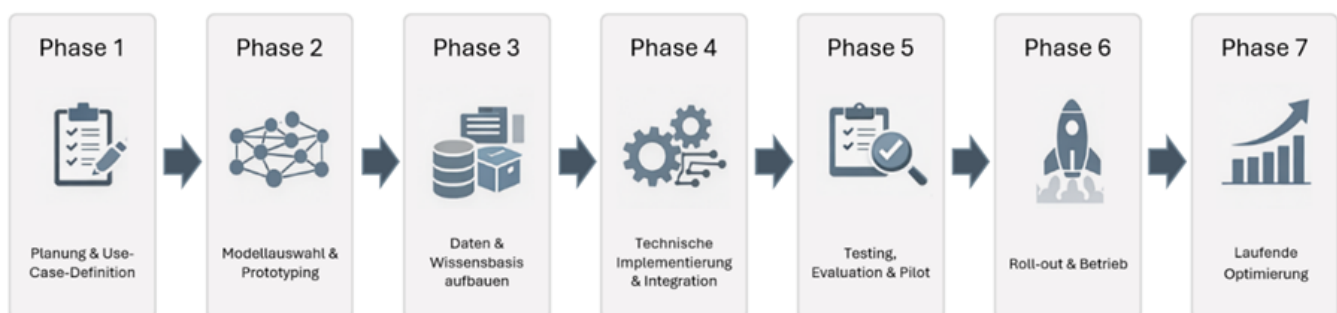 Phase 1
Planung & Use-
Case-Definition
Phase 2
Modellauswahl &
Prototyping
Phase 3
Daten &
Wissensbasis
aufbauen
Phase 4
Technische
Implementierung
& Integration
Phase 5
Testing,
Evaluation & Pilot
Phase 6
Roll-out & Betrieb
Phase 7
Laufende
Optimierung